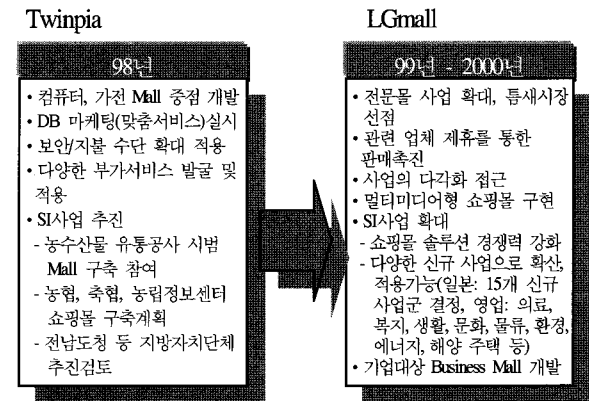 Twinpia
98년
• 컴퓨터, 가전 Mall 중점 개발
• DB 마케팅(맞춤서비스)실시
• 보안/지불 수단 확대 적용
• 다양한 부가서비스 발굴 및
적용
• SI사업 추진
- 농수산물 유통공사 시범
Mall 구축 참여
- 농협, 축협, 농림정보센터
쇼핑몰 구축계획
- 전남도청 등 지방자치단체
추진검토
LGmall
99년 - 2000년
• 전문몰 사업 확대, 틈새시장
선점
• 관련 업체 제휴를 통한
판매촉진
• 사업의 다각화 접근
• 멀티미디어형 쇼핑몰 구현
• SI사업 확대
- 쇼핑몰 솔루션 경쟁력 강화
- 다양한 신규 사업으로 확산,
적용가능(일본: 15개 신규
사업군 결정, 영업: 의료,
복지, 생활, 문화, 물류, 환경,
에너지, 해양 주택 등)
• 기업대상 Business Mall 개발